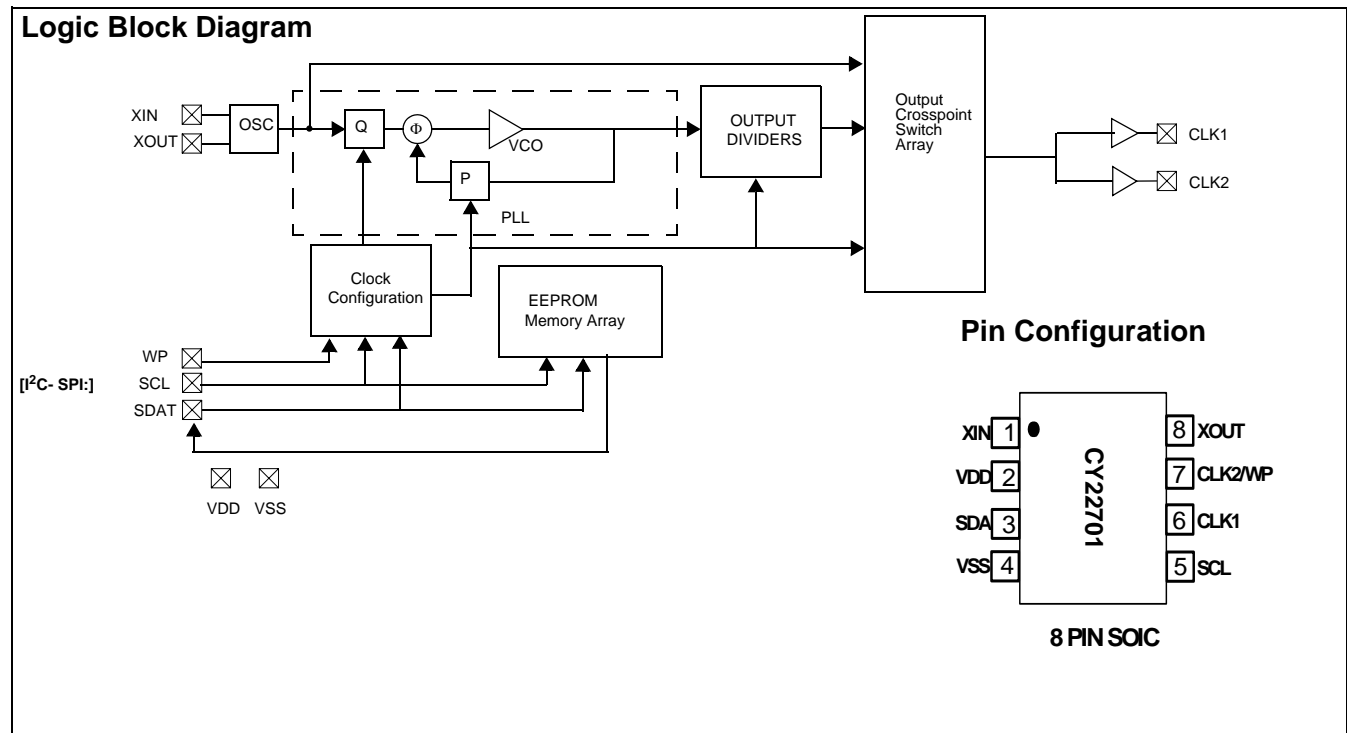 Logic Block Diagram
XIN
XOUT
OSC
Q
Φ
VCO
P
PLL
OUTPUT
DIVIDERS
Output
Crosspoint
Switch
Array
CLK1
CLK2
Clock
Configuration
EEPROM
Memory Array
[I²C- SPI:]
WP
SCL
SDAT
VDD VSS
Pin Configuration
XIN 1
VDD 2
SDA 3
VSS 4
CY22701
8 XOUT
7 CLK2/WP
6 CLK1
5 SCL
8 PIN SOIC